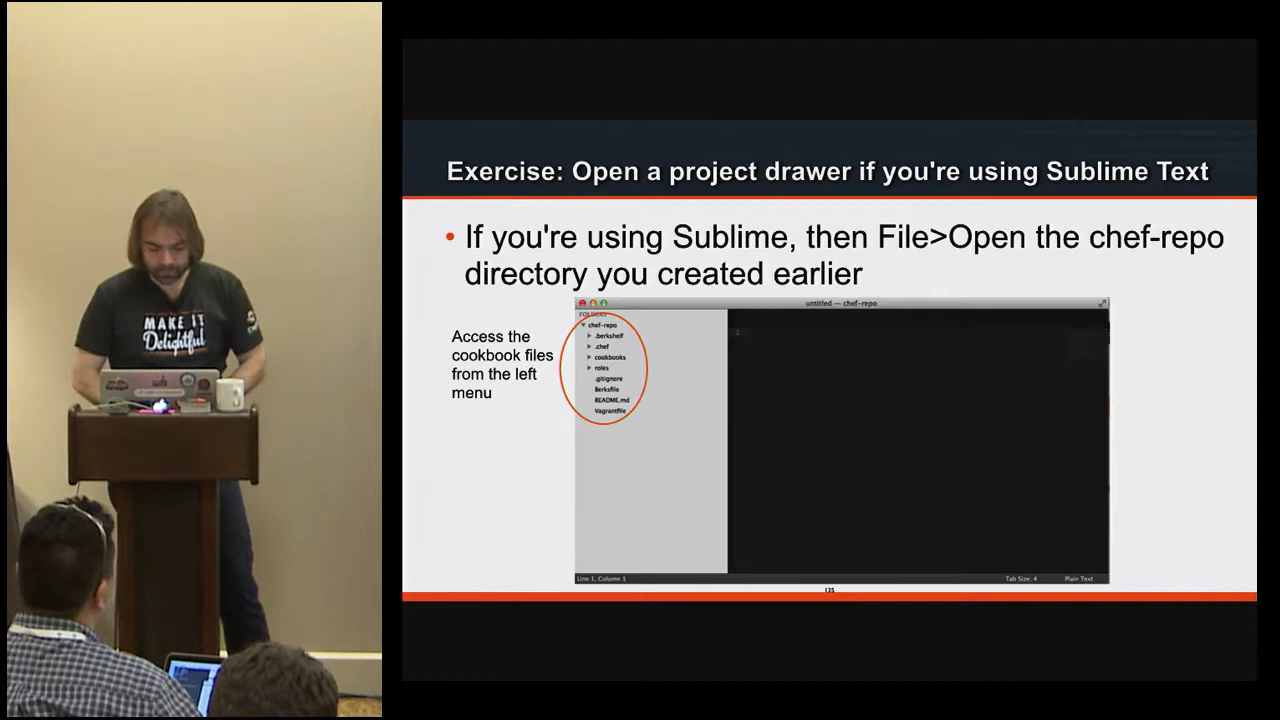 Exercise: Open a project drawer if you're using Sublime Text
• If you're using Sublime, then File>Open the chef-repo
directory you created earlier
Access the
cookbook files
from the left
menu
untitled — chef-repo
FOLDERS
chef-repo
.berkshelf
.chef
cookbooks
roles
.gitignore
Berksfile
README.md
Vagrantfile
1
Line 1, Column 1
Tab Size: 4
Plain Text
135
MAKE IT
Delightful